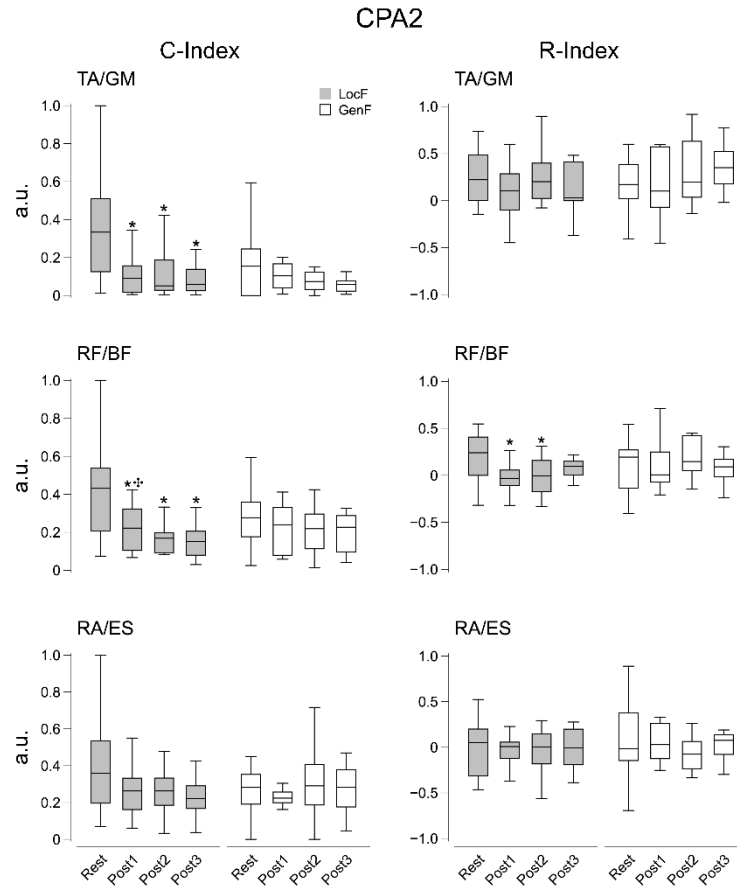 CPA2
C-Index
R-Index
TA/GM
LocF
GenF
1.0
0.8
0.6
0.4
0.2
0
a.u.
*
*
*
TA/GM
1.0
0.5
0
−0.5
−1.0
RF/BF
1.0
0.8
0.6
0.4
0.2
0
a.u.
*✣
*
*
RF/BF
1.0
0.5
0
−0.5
−1.0
*
*
RA/ES
1.0
0.8
0.6
0.4
0.2
0
a.u.
Rest
Post1
Post2
Post3
Rest
Post1
Post2
Post3
RA/ES
1.0
0.5
0
−0.5
−1.0
Rest
Post1
Post2
Post3
Rest
Post1
Post2
Post3